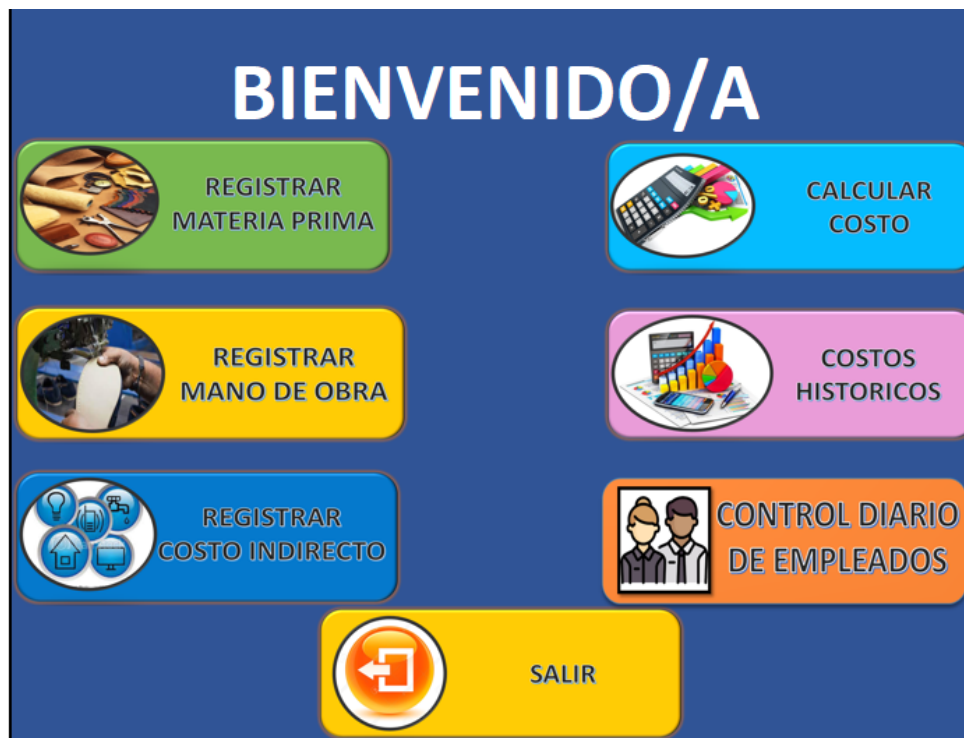 BIENVENIDO/A
REGISTRAR
MATERIA PRIMA
CALCULAR
COSTO
REGISTRAR
MANO DE OBRA
COSTOS
HISTORICOS
REGISTRAR
COSTO INDIRECTO
CONTROL DIARIO
DE EMPLEADOS
SALIR